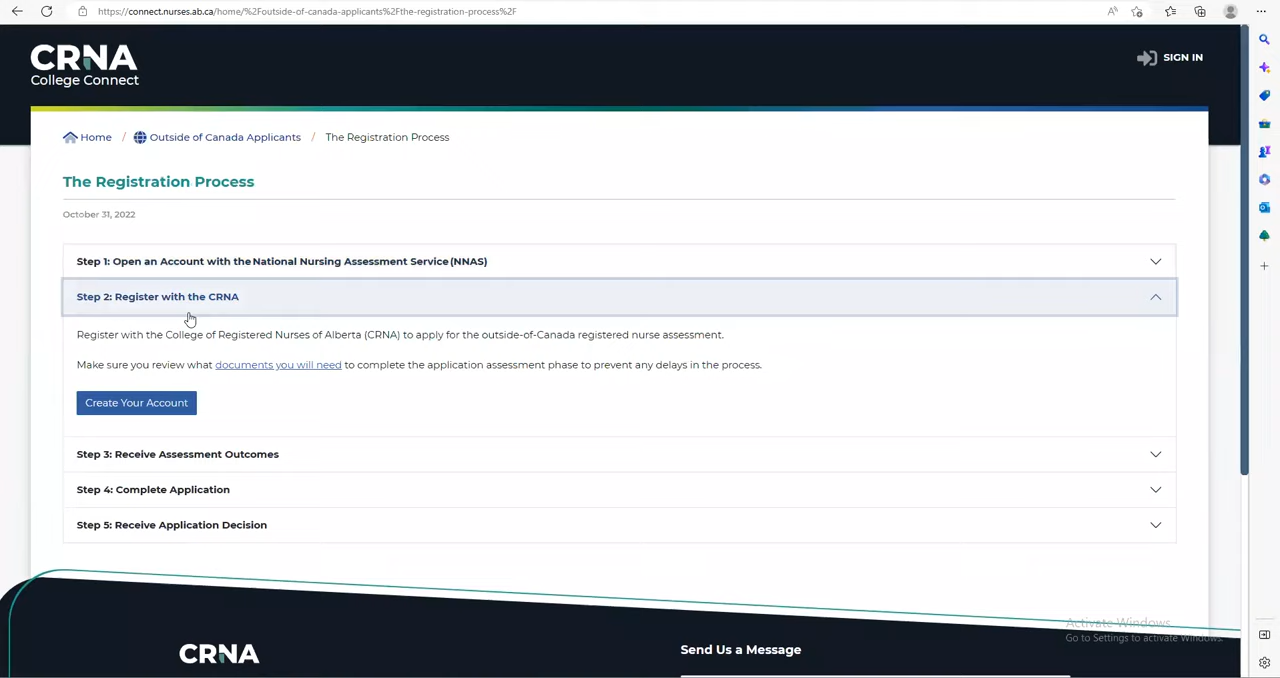 https://connect.nurses.ab.ca/home/%2Foutside-of-canada-applicants%2Fthe-registration-process%2F
CRNA
College Connect
SIGN IN
Home / Outside of Canada Applicants / The Registration Process
The Registration Process
October 31, 2022
Step 1: Open an Account with the National Nursing Assessment Service (NNAS)
Step 2: Register with the CRNA
Register with the College of Registered Nurses of Alberta (CRNA) to apply for the outside-of-Canada registered nurse assessment.
Make sure you review what documents you will need to complete the application assessment phase to prevent any delays in the process.
Create Your Account
Step 3: Receive Assessment Outcomes
Step 4: Complete Application
Step 5: Receive Application Decision
Activate Windows
Go to Settings to activate Windows.
CRNA
Send Us a Message